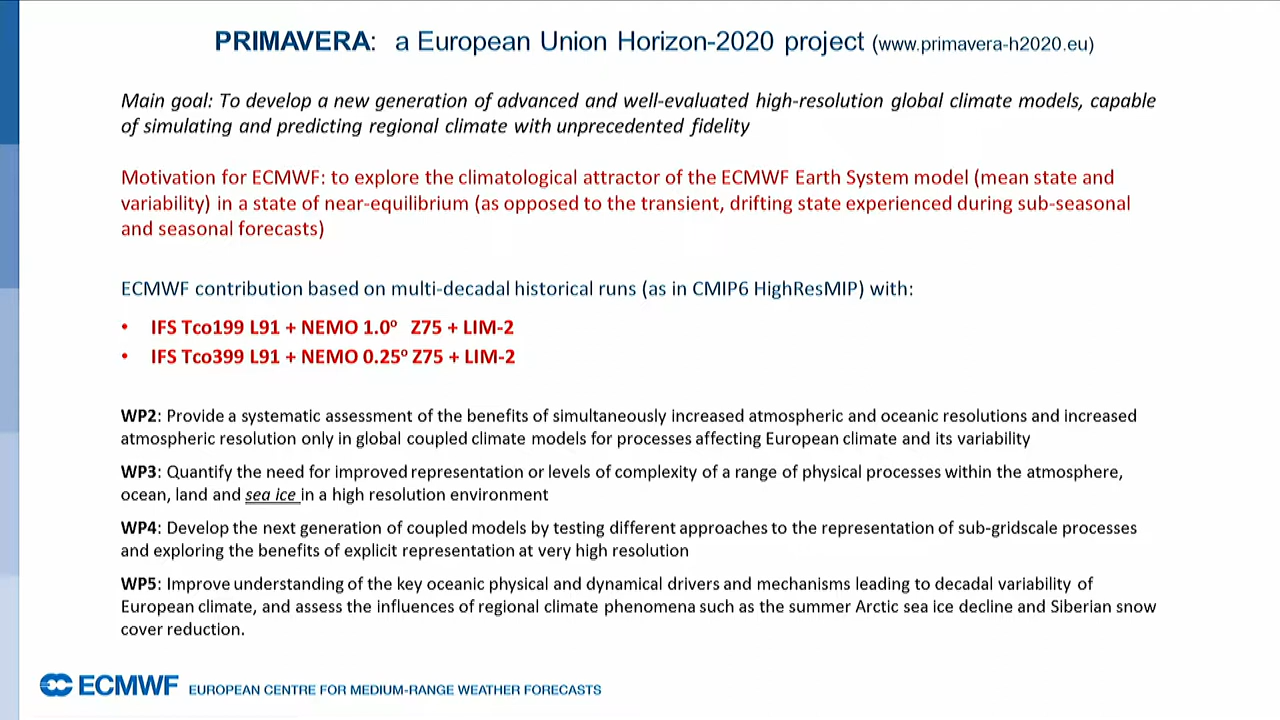 PRIMAVERA: a European Union Horizon-2020 project (www.primavera-h2020.eu)
Main goal: To develop a new generation of advanced and well-evaluated high-resolution global climate models, capable
of simulating and predicting regional climate with unprecedented fidelity
Motivation for ECMWF: to explore the climatological attractor of the ECMWF Earth System model (mean state and
variability) in a state of near-equilibrium (as opposed to the transient, drifting state experienced during sub-seasonal
and seasonal forecasts)
ECMWF contribution based on multi-decadal historical runs (as in CMIP6 HighResMIP) with:
• IFS Tco199 L91 + NEMO 1.0º Z75 + LIM-2
• IFS Tco399 L91 + NEMO 0.25º Z75 + LIM-2
WP2: Provide a systematic assessment of the benefits of simultaneously increased atmospheric and oceanic resolutions and increased
atmospheric resolution only in global coupled climate models for processes affecting European climate and its variability
WP3: Quantify the need for improved representation or levels of complexity of a range of physical processes within the atmosphere,
ocean, land and sea ice in a high resolution environment
WP4: Develop the next generation of coupled models by testing different approaches to the representation of sub-gridscale processes
and exploring the benefits of explicit representation at very high resolution
WP5: Improve understanding of the key oceanic physical and dynamical drivers and mechanisms leading to decadal variability of
European climate, and assess the influences of regional climate phenomena such as the summer Arctic sea ice decline and Siberian snow
cover reduction.
ECMWF EUROPEAN CENTRE FOR MEDIUM-RANGE WEATHER FORECASTS